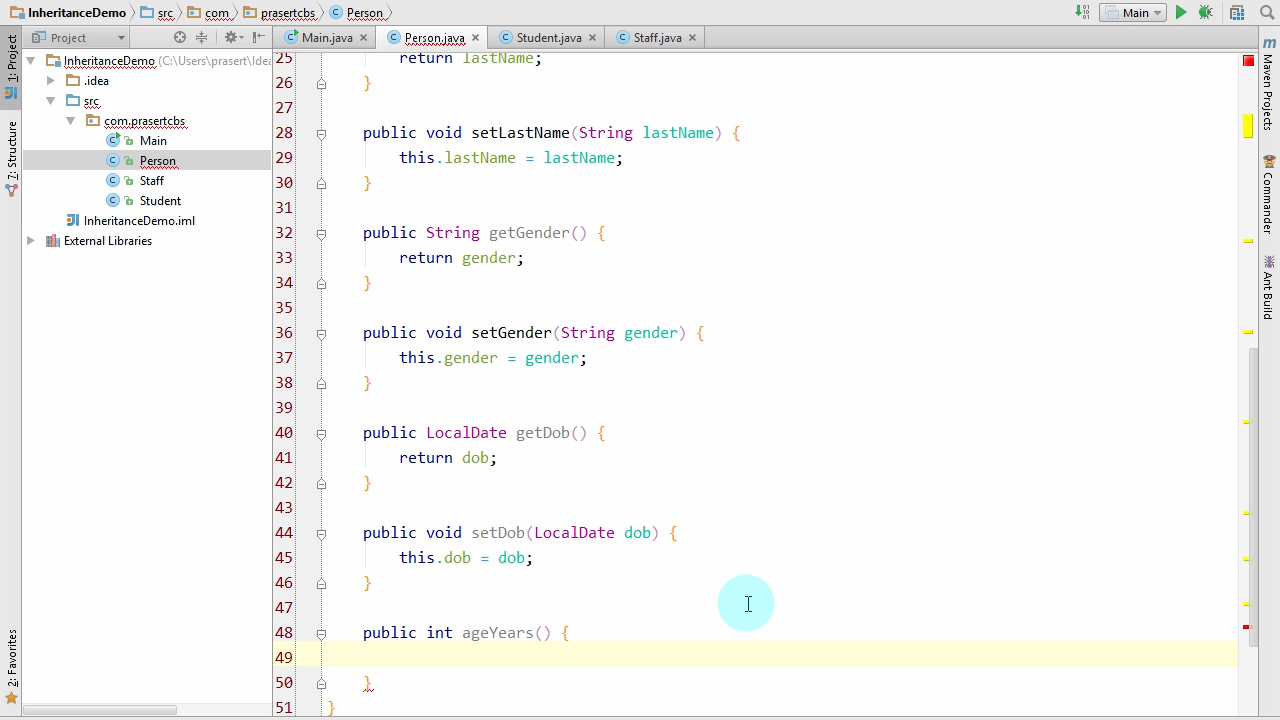 InheritanceDemo src com prasertcbs Person Main
1: Project
7: Structure
2: Favorites
Project
InheritanceDemo (C:\Users\prasert\Idea
.idea
src
com.prasertcbs
Main
Person
Staff
Student
InheritanceDemo.iml
External Libraries
Main.java Person.java Student.java Staff.java
25 return lastName;
26 }
27
28 public void setLastName(String lastName) {
29 this.lastName = lastName;
30 }
31
32 public String getGender() {
33 return gender;
34 }
35
36 public void setGender(String gender) {
37 this.gender = gender;
38 }
39
40 public LocalDate getDob() {
41 return dob;
42 }
43
44 public void setDob(LocalDate dob) {
45 this.dob = dob;
46 }
47
48 public int ageYears() {
49
50 }
51 }
Maven Projects
Commander
Ant Build